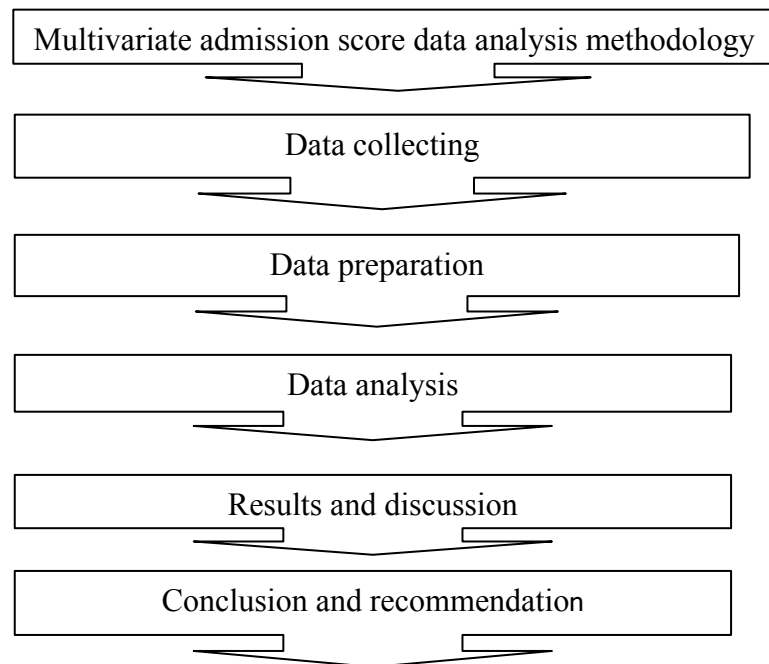 Multivariate admission score data analysis methodology
Data collecting
Data preparation
Data analysis
Results and discussion
Conclusion and recommendation